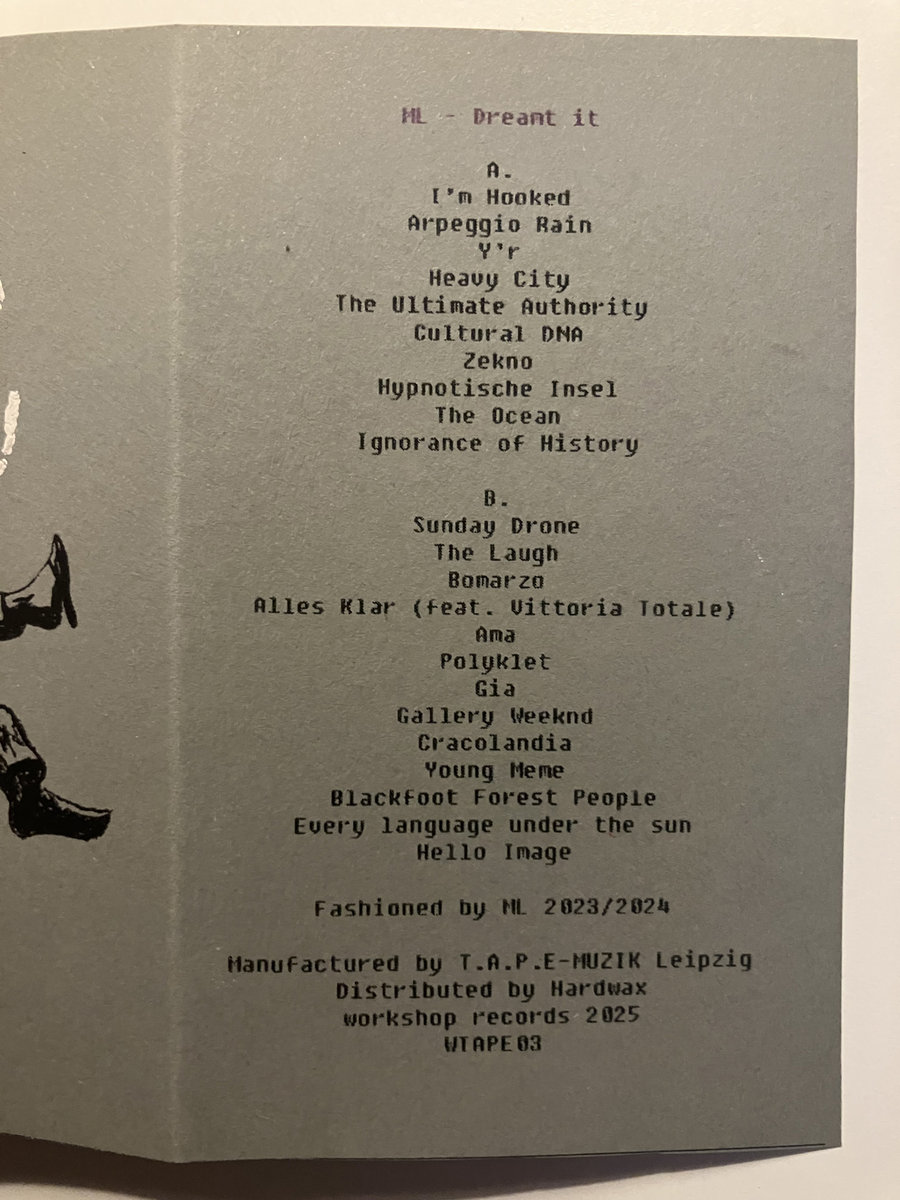 ML - Dreamt it
A.
I'm Hooked
Arpeggio Rain
Y'r
Heavy City
The Ultimate Authority
Cultural DNA
Zekno
Hypnotische Insel
The Ocean
Ignorance of History
B.
Sunday Drone
The Laugh
Bomarzo
Alles Klar (feat. Vittoria Totale)
Ama
Polyklet
Gia
Gallery Weeknd
Cracolandia
Young Meme
Blackfoot Forest People
Every language under the sun
Hello Image
Fashioned by ML 2023/2024
Manufactured by T.A.P.E-MUZIK Leipzig
Distributed by Hardwax
workshop records 2025
WTAPE03